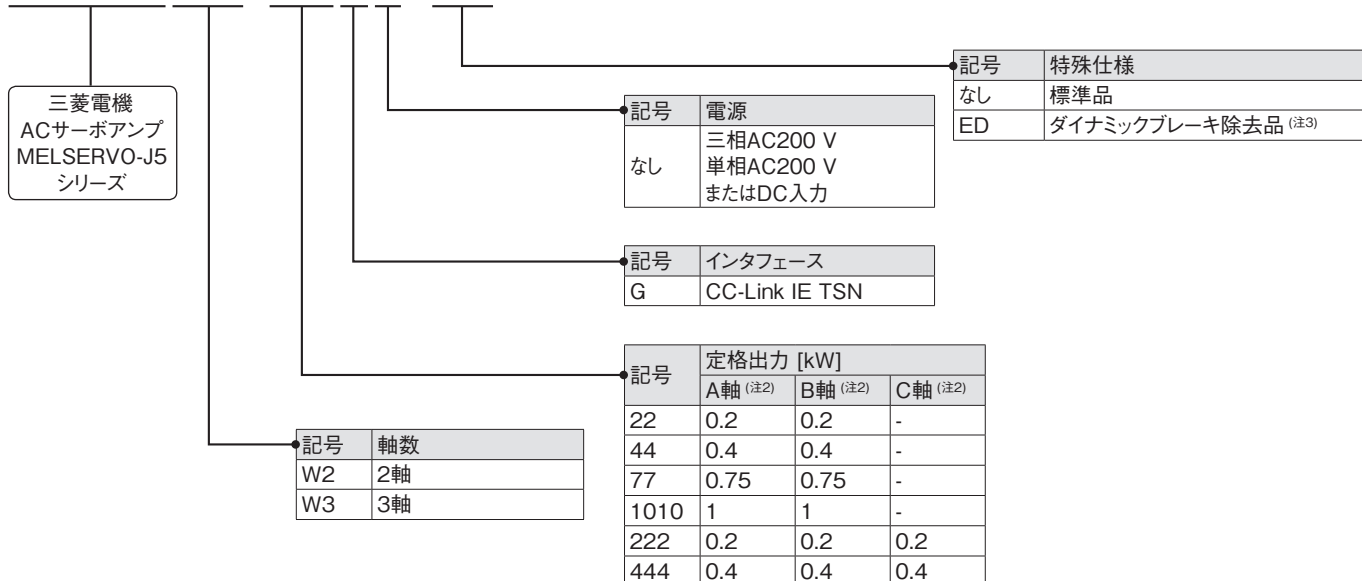 三菱電機
ACサーボアンプ
MELSERVO-J5
シリーズ
記号 特殊仕様
なし 標準品
ED ダイナミックブレーキ除去品 (注3)
記号 電源
なし 三相AC200 V
単相AC200 V
またはDC入力
記号 インタフェース
G CC-Link IE TSN
記号 定格出力 [kW]
A軸 (注2) B軸 (注2) C軸 (注2)
22 0.2 0.2 -
44 0.4 0.4 -
77 0.75 0.75 -
1010 1 1 -
222 0.2 0.2 0.2
444 0.4 0.4 0.4
記号 軸数
W2 2軸
W3 3軸